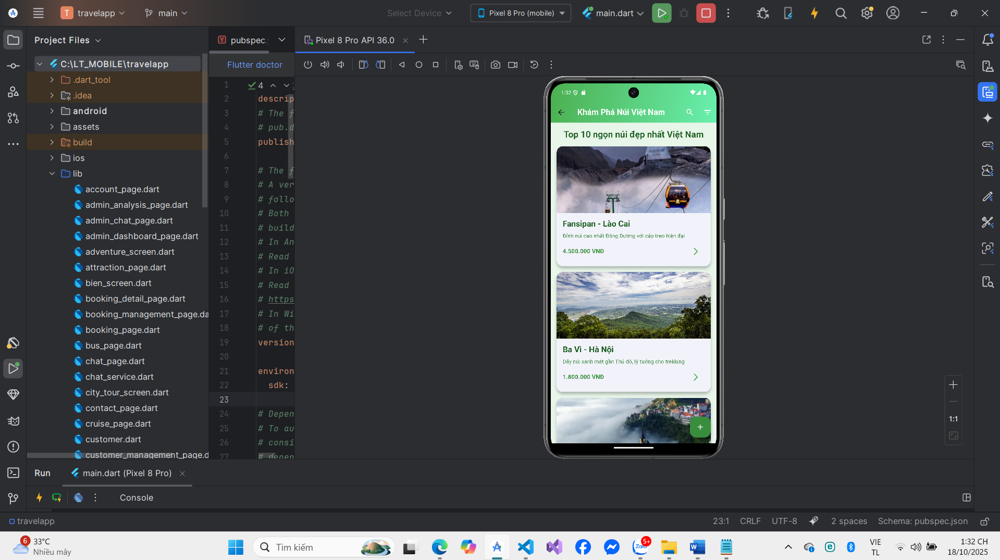 T travelapp
main
Select Device
Pixel 8 Pro (mobile)
main.dart
Project Files
pubspec.
Pixel 8 Pro API 36.0
C:\LT_MOBILE\travelapp
.dart_tool
.idea
android
assets
build
ios
lib
account_page.dart
admin_analysis_page.dart
admin_chat_page.dart
admin_dashboard_page.dart
adventure_screen.dart
attraction_page.dart
bien_screen.dart
booking_detail_page.dart
booking_management_page.da
booking_page.dart
bus_page.dart
chat_page.dart
chat_service.dart
city_tour_screen.dart
contact_page.dart
cruise_page.dart
customer.dart
customer_management_page.d
Flutter doctor
1 4
2 descrip
3 # The f
4 # pub.d
5 publish
6
7 # The f
8 # A ver
9 # follo
10 # Both
11 # build
12 # In An
13 # Read
14 # In iO
15 # Read
16 # https
17 # In Wi
18 # of th
19 version
20
21 environ
22 sdk:
23
24 # Depen
25 # To au
26 # consi
27 # depen
1:32
Khám Phá Núi Việt Nam
Top 10 ngọn núi đẹp nhất Việt Nam
FANSIPAN
Fansipan - Lào Cai
Đỉnh núi cao nhất Đông Dương với cáp treo hiện đại
4.500.000 VNĐ
Ba Vì - Hà Nội
Dãy núi xanh mát gần Thủ đô, lý tưởng cho trekking
1.800.000 VNĐ
1:1
Run
main.dart (Pixel 8 Pro)
Console
travelapp
23:1 CRLF UTF-8 2 spaces Schema: pubspec.json
6
33°C
Nhiều mây
Tìm kiếm
Zalo
5+
VIE
TL
1:32 CH
18/10/2025